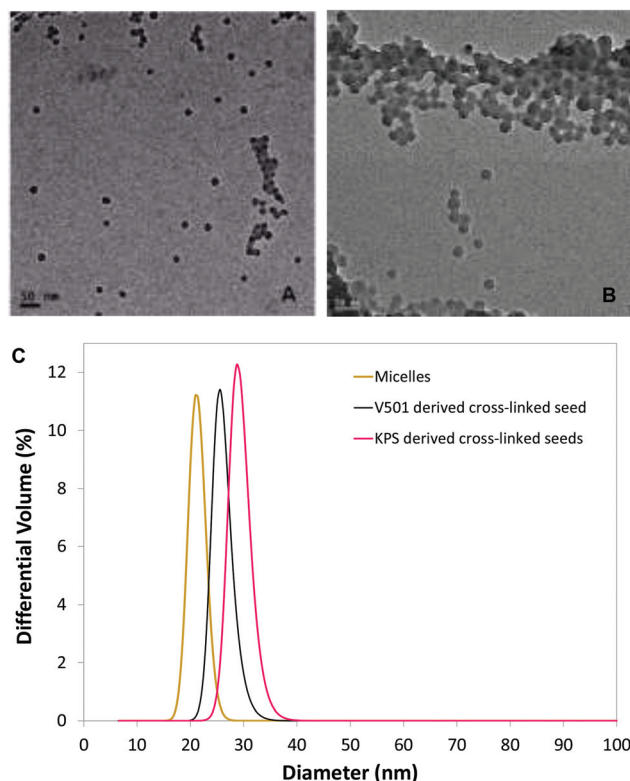 50 nm
A
B
C
Differential Volume (%)
12
10
8
6
4
2
0
Micelles
V501 derived cross-linked seed
KPS derived cross-linked seeds
0 10 20 30 40 50 60 70 80 90 100
Diameter (nm)